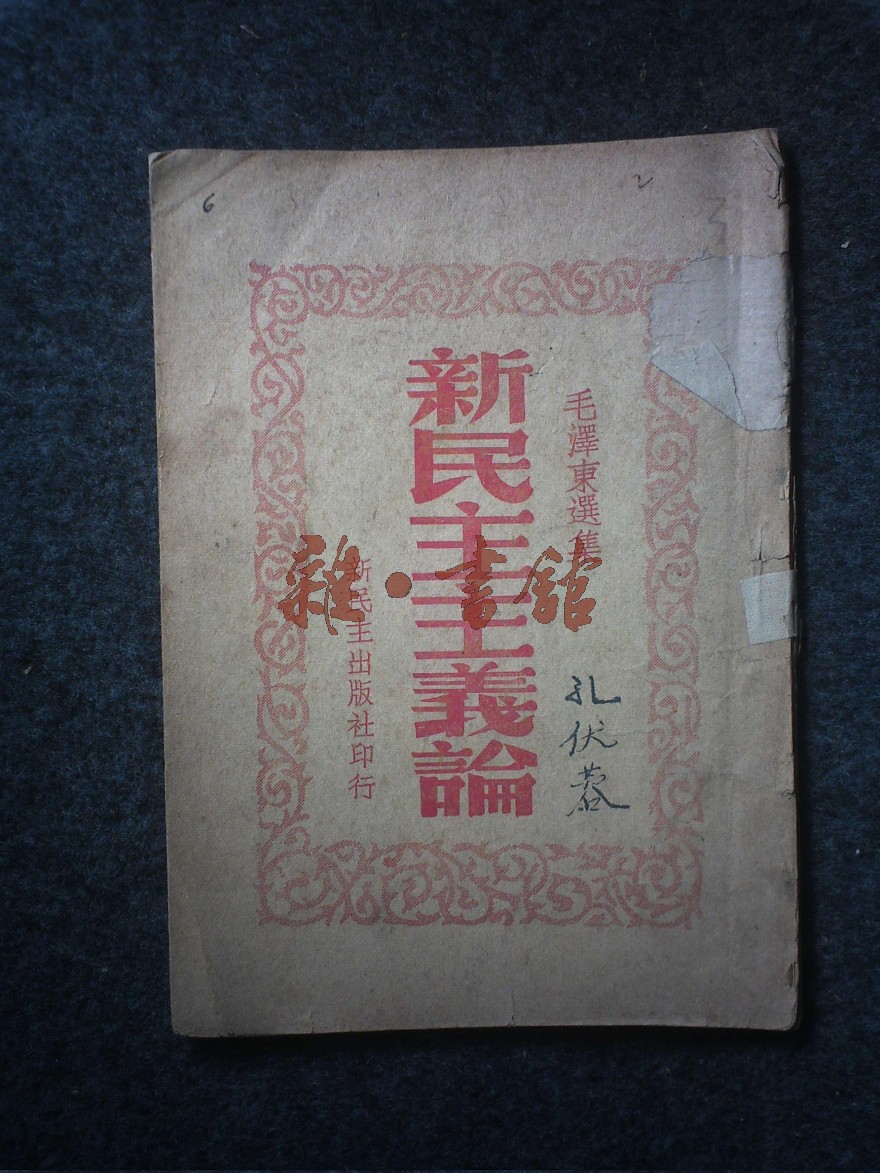 6
2
毛澤東選集
新民主主義論
新民主出版社印行
孔伏蓉
雜·書館